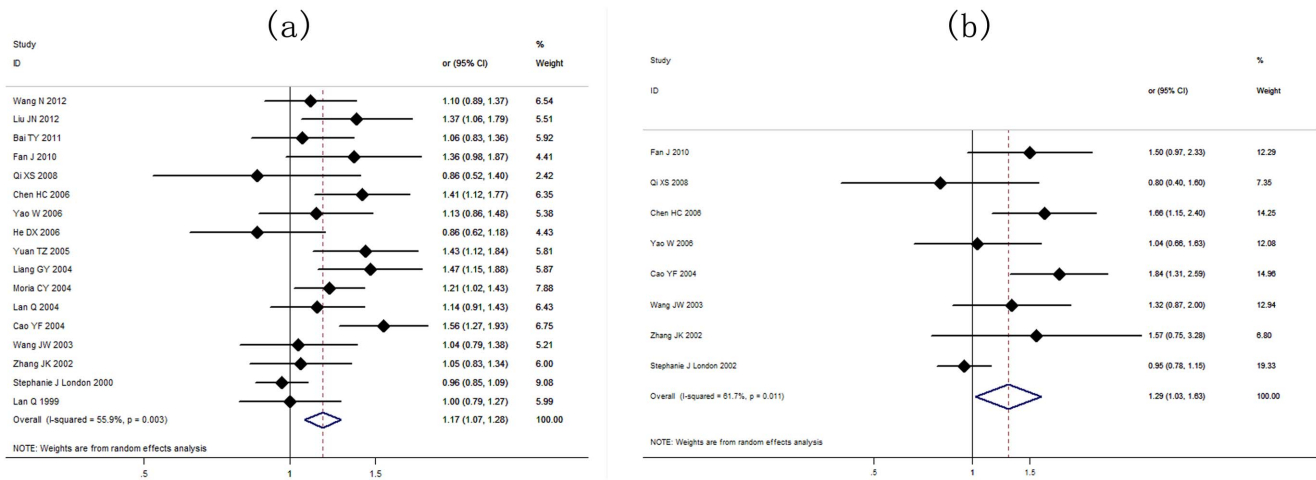 (a)
Study %
ID or (95% CI) Weight
Wang N 2012 1.10 (0.89, 1.37) 6.54
Liu JN 2012 1.37 (1.06, 1.79) 5.51
Bai TY 2011 1.06 (0.83, 1.36) 5.92
Fan J 2010 1.36 (0.98, 1.87) 4.41
Qi XS 2008 0.86 (0.52, 1.40) 2.42
Chen HC 2006 1.41 (1.12, 1.77) 6.35
Yao W 2006 1.13 (0.86, 1.48) 5.38
He DX 2006 0.86 (0.62, 1.18) 4.43
Yuan TZ 2005 1.43 (1.12, 1.84) 5.81
Liang GY 2004 1.47 (1.15, 1.88) 5.87
Moria CY 2004 1.21 (1.02, 1.43) 7.88
Lan Q 2004 1.14 (0.91, 1.43) 6.43
Cao YF 2004 1.56 (1.27, 1.93) 6.75
Wang JW 2003 1.04 (0.79, 1.38) 5.21
Zhang JK 2002 1.05 (0.83, 1.34) 6.00
Stephanie J London 2000 0.96 (0.85, 1.09) 9.08
Lan Q 1999 1.00 (0.79, 1.27) 5.99
Overall (I-squared = 55.9%, p = 0.003) 1.17 (1.07, 1.28) 100.00
NOTE: Weights are from random effects analysis
.5 1 1.5
(b)
Study %
ID or (95% CI) Weight
Fan J 2010 1.50 (0.97, 2.33) 12.29
Qi XS 2008 0.80 (0.40, 1.60) 7.35
Chen HC 2006 1.66 (1.15, 2.40) 14.25
Yao W 2006 1.04 (0.66, 1.63) 12.08
Cao YF 2004 1.84 (1.31, 2.59) 14.96
Wang JW 2003 1.32 (0.87, 2.00) 12.94
Zhang JK 2002 1.57 (0.75, 3.28) 6.80
Stephanie J London 2002 0.95 (0.78, 1.15) 19.33
Overall (I-squared = 61.7%, p = 0.011) 1.29 (1.03, 1.63) 100.00
NOTE: Weights are from random effects analysis
.5 1 1.5